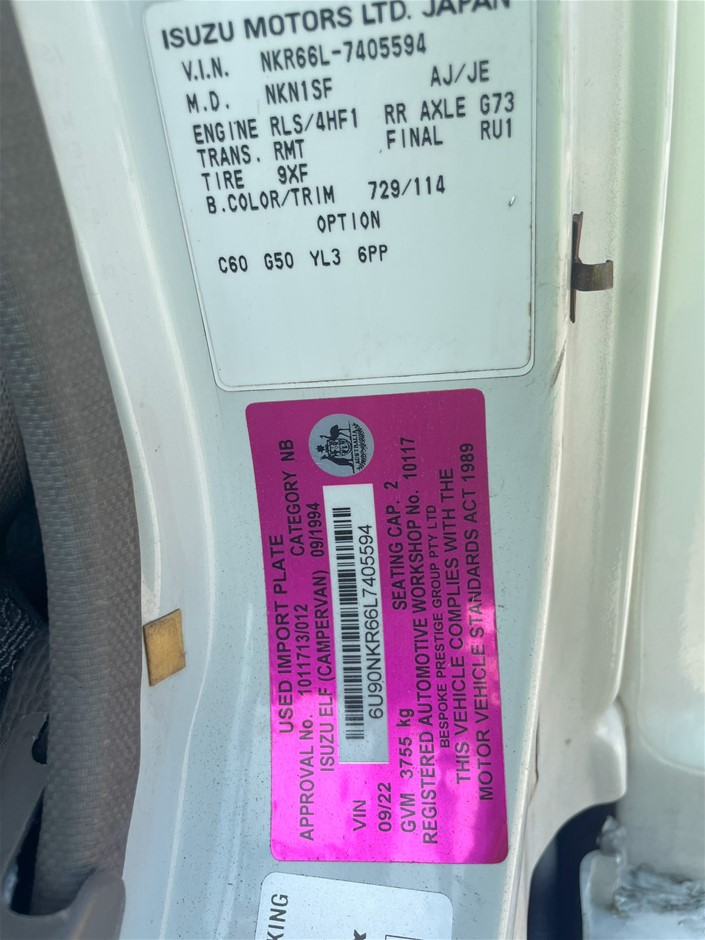 ISUZU MOTORS LTD. JAPAN
V.I.N. NKR66L-7405594
M.D. NKN1SF AJ/JE
ENGINE RLS/4HF1 RR AXLE G73
TRANS. RMT FINAL RU1
TIRE 9XF
B.COLOR/TRIM 729/114
OPTION
C60 G50 YL3 6PP
USED IMPORT PLATE
APPROVAL No. 1011713/012 CATEGORY NB
ISUZU ELF (CAMPERVAN) 09/1994
VIN 6U90NKR66L7405594
09/22
GVM 3755 kg SEATING CAP. 2
REGISTERED AUTOMOTIVE WORKSHOP No. 10117
BESPOKE PRESTIGE GROUP PTY LTD
THIS VEHICLE COMPLIES WITH THE
MOTOR VEHICLE STANDARDS ACT 1989
AUSTRALIA